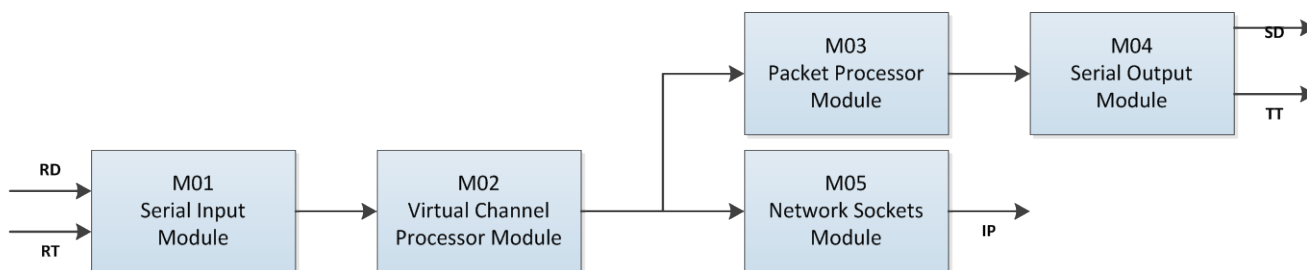 RD
RT
M01
Serial Input
Module
M02
Virtual Channel
Processor Module
M03
Packet Processor
Module
M04
Serial Output
Module
SD
TT
M05
Network Sockets
Module
IP